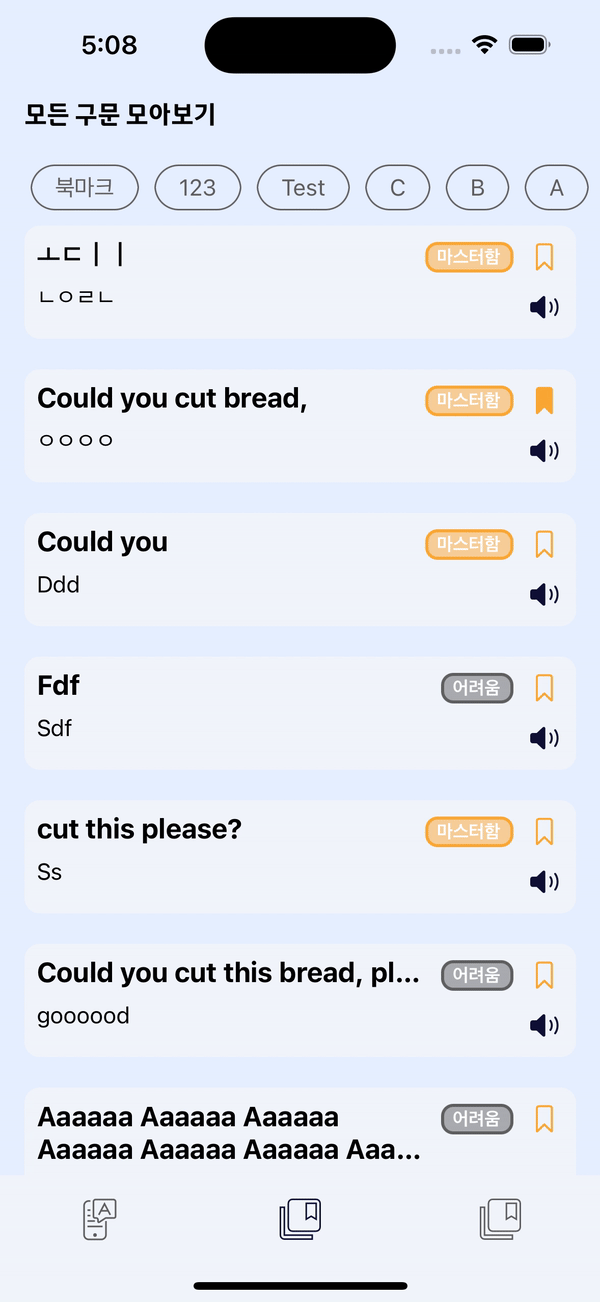 5:08
모든 구문 모아보기
북마크
123
Test
C
B
A
ㅗㄷㅣㅣ
마스터함
ㄴㅇㄹㄴ
Could you cut bread,
마스터함
ㅇㅇㅇㅇ
Could you
마스터함
Ddd
Fdf
어려움
Sdf
cut this please?
마스터함
Ss
Could you cut this bread, pl...
어려움
goooood
Aaaaaa Aaaaaa Aaaaaa
어려움
Aaaaaa Aaaaaa Aaaaaa Aaa...
A